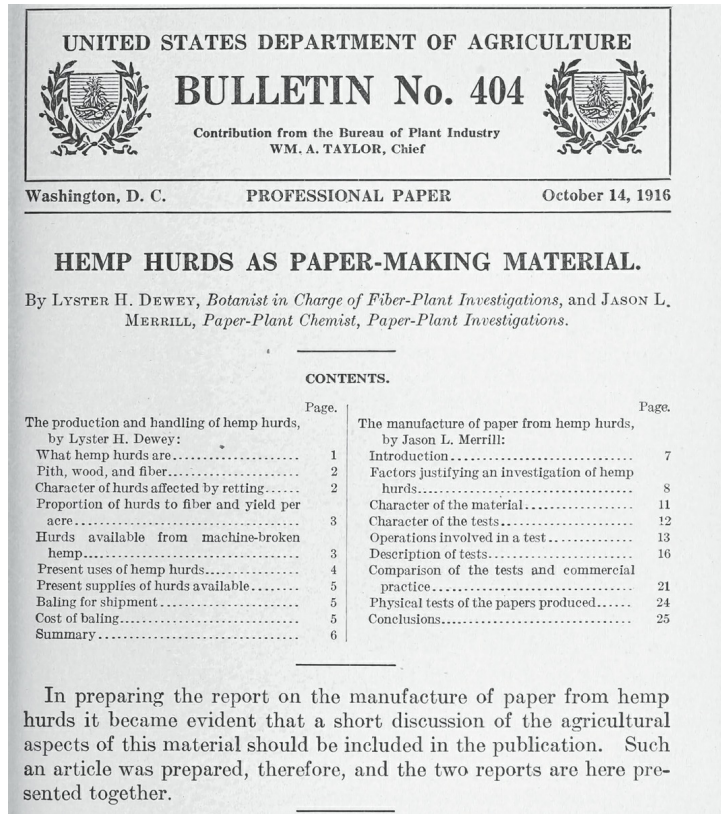 UNITED STATES DEPARTMENT OF AGRICULTURE
BULLETIN No. 404
Contribution from the Bureau of Plant Industry
WM. A. TAYLOR, Chief
Washington, D. C. PROFESSIONAL PAPER October 14, 1916
HEMP HURDS AS PAPER-MAKING MATERIAL.
By LYSTER H. DEWEY, Botanist in Charge of Fiber-Plant Investigations, and JASON L.
MERRILL, Paper-Plant Chemist, Paper-Plant Investigations.
CONTENTS.
Page.
The production and handling of hemp hurds,
by Lyster H. Dewey:
What hemp hurds are........................ 1
Pith, wood, and fiber........................ 2
Character of hurds affected by retting...... 2
Proportion of hurds to fiber and yield per
acre........................................ 3
Hurds available from machine-broken
hemp........................................ 3
Present uses of hemp hurds.................. 4
Present supplies of hurds available......... 5
Baling for shipment......................... 5
Cost of baling.............................. 5
Summary..................................... 6
Page.
The manufacture of paper from hemp hurds,
by Jason L. Merrill:
Introduction................................ 7
Factors justifying an investigation of hemp
hurds....................................... 8
Character of the material................... 11
Character of the tests...................... 12
Operations involved in a test............... 13
Description of tests........................ 16
Comparison of the tests and commercial
practice.................................... 21
Physical tests of the papers produced...... 24
Conclusions................................. 25
In preparing the report on the manufacture of paper from hemp
hurds it became evident that a short discussion of the agricultural
aspects of this material should be included in the publication. Such
an article was prepared, therefore, and the two reports are here pre-
sented together.